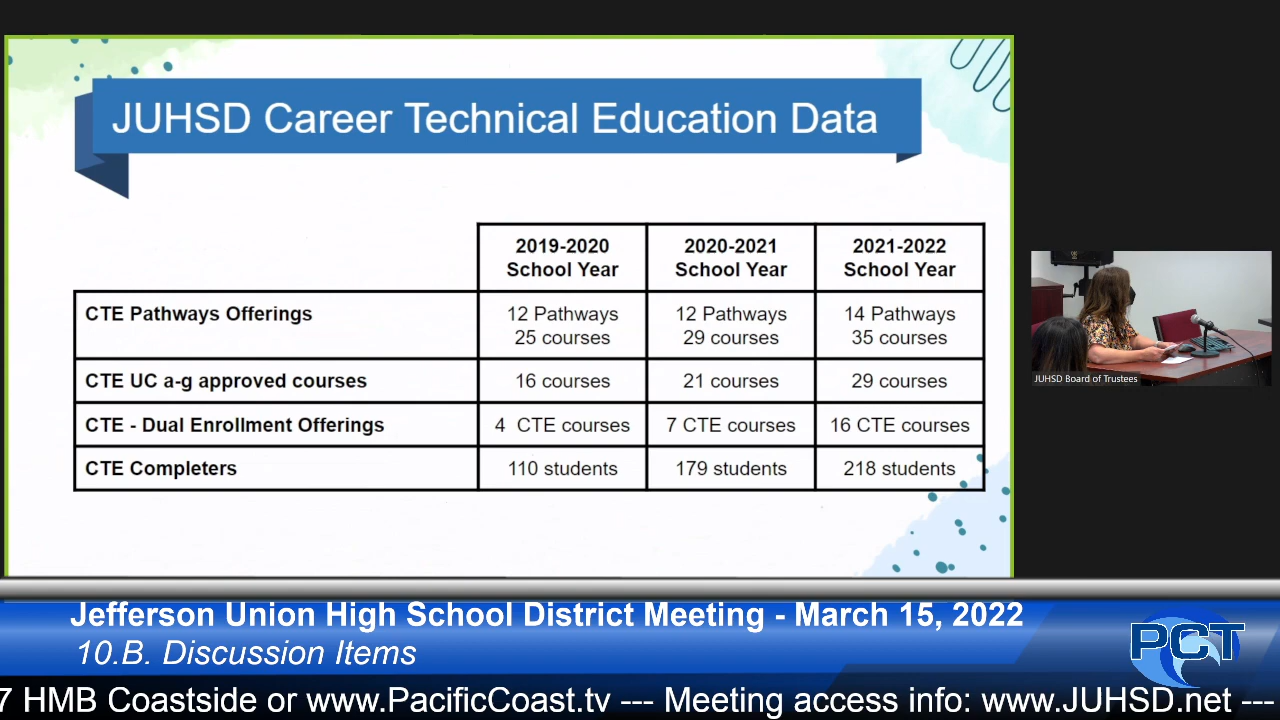 JUHSD Career Technical Education Data
2019-2020 School Year
2020-2021 School Year
2021-2022 School Year
CTE Pathways Offerings
12 Pathways 25 courses
12 Pathways 29 courses
14 Pathways 35 courses
CTE UC a-g approved courses
16 courses
21 courses
29 courses
CTE - Dual Enrollment Offerings
4 CTE courses
7 CTE courses
16 CTE courses
CTE Completers
110 students
179 students
218 students
JUHSD Board of Trustees
Jefferson Union High School District Meeting - March 15, 2022
10.B. Discussion Items
PCT
7 HMB Coastside or www.PacificCoast.tv --- Meeting access info: www.JUHSD.net ---